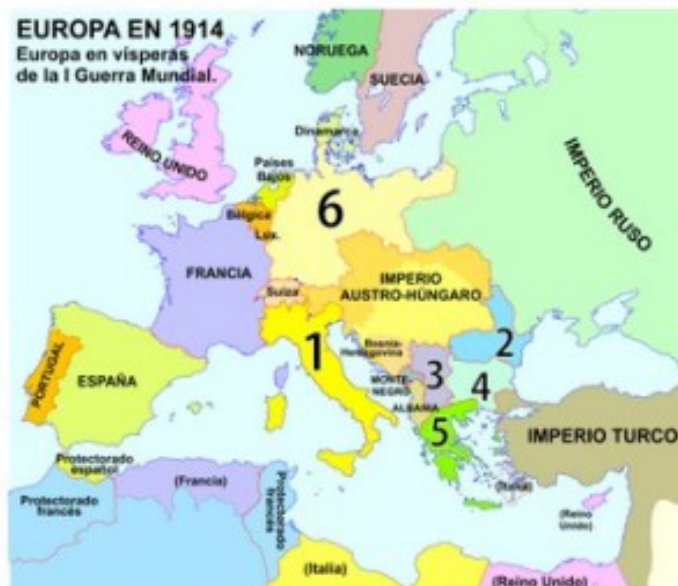 EUROPA EN 1914
Europa en vísperas
de la I Guerra Mundial.
NORUEGA
SUECIA
Dinamarca
REINO UNIDO
Países
Bajos
IMPERIO RUSO
6
Bélgica
Lux.
FRANCIA
IMPERIO
AUSTRO-HÚNGARO
Suiza
1
2
Bosnia-
Herzegovina
3
MONTE-
NEGRO
4
ALBANIA
5
PORTUGAL
ESPAÑA
IMPERIO TURCO
Protectorado
español
(Francia)
Protectorado
francés
Protectorado
francés
(Italia)
(Reino
Unido)
(Italia)
(Reino Unido)